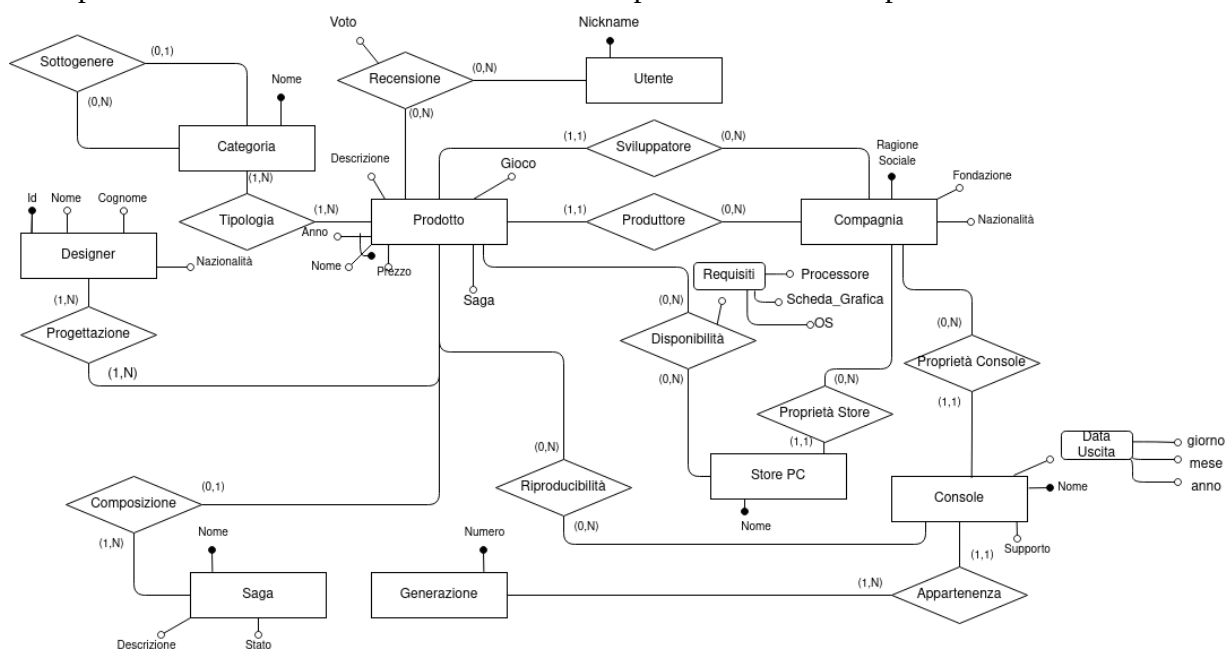 Voto
Nickname
Sottogenere
(0,1)
Recensione
(0,N)
Utente
Nome
(0,N)
(0,N)
Categoria
(1,1)
Sviluppatore
(0,N)
Ragione
Sociale
Descrizione
Gioco
Fondazione
(1,N)
Id
Nome
Cognome
Tipologia
(1,N)
Prodotto
(1,1)
Produttore
(0,N)
Compagnia
Nazionalità
Anno
Designer
Nazionalità
Nome
Prezzo
Requisiti
Processore
Saga
Scheda_Grafica
OS
(1,N)
(0,N)
(0,N)
Progettazione
Disponibilità
Proprietà Console
(1,N)
(0,N)
(0,N)
(1,1)
Proprietà Store
(1,1)
Data
Uscita
giorno
mese
anno
(0,N)
Store PC
Composizione
(0,1)
Riproducibilità
Console
Nome
Nome
(1,N)
Nome
Numero
(0,N)
Supporto
(1,1)
Saga
Generazione
(1,N)
Appartenenza
Descrizione
Stato